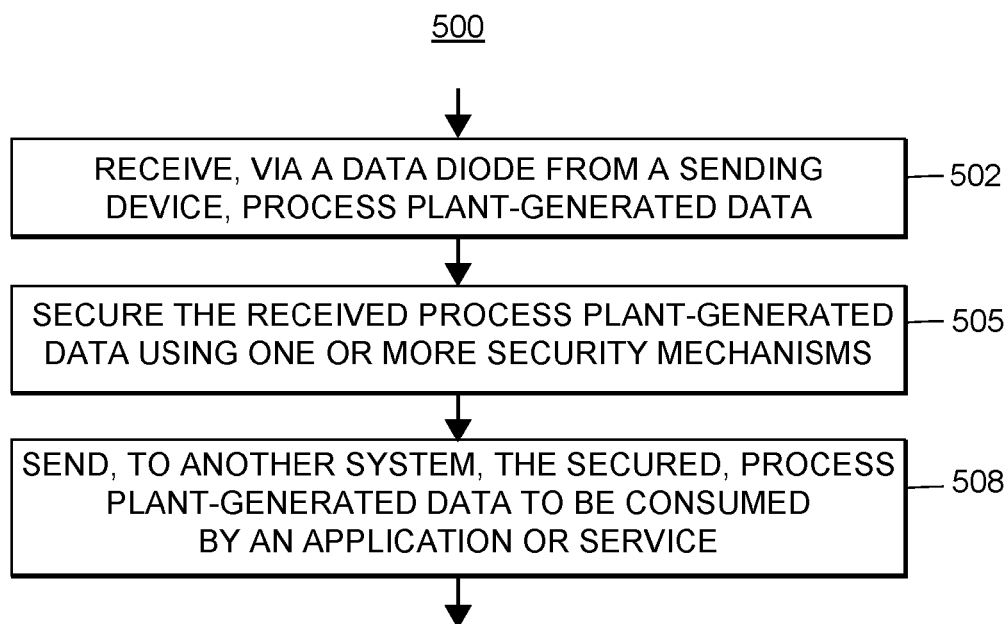 500
RECEIVE, VIA A DATA DIODE FROM A SENDING
DEVICE, PROCESS PLANT-GENERATED DATA
502
SECURE THE RECEIVED PROCESS PLANT-GENERATED
DATA USING ONE OR MORE SECURITY MECHANISMS
505
SEND, TO ANOTHER SYSTEM, THE SECURED, PROCESS
PLANT-GENERATED DATA TO BE CONSUMED
BY AN APPLICATION OR SERVICE
508